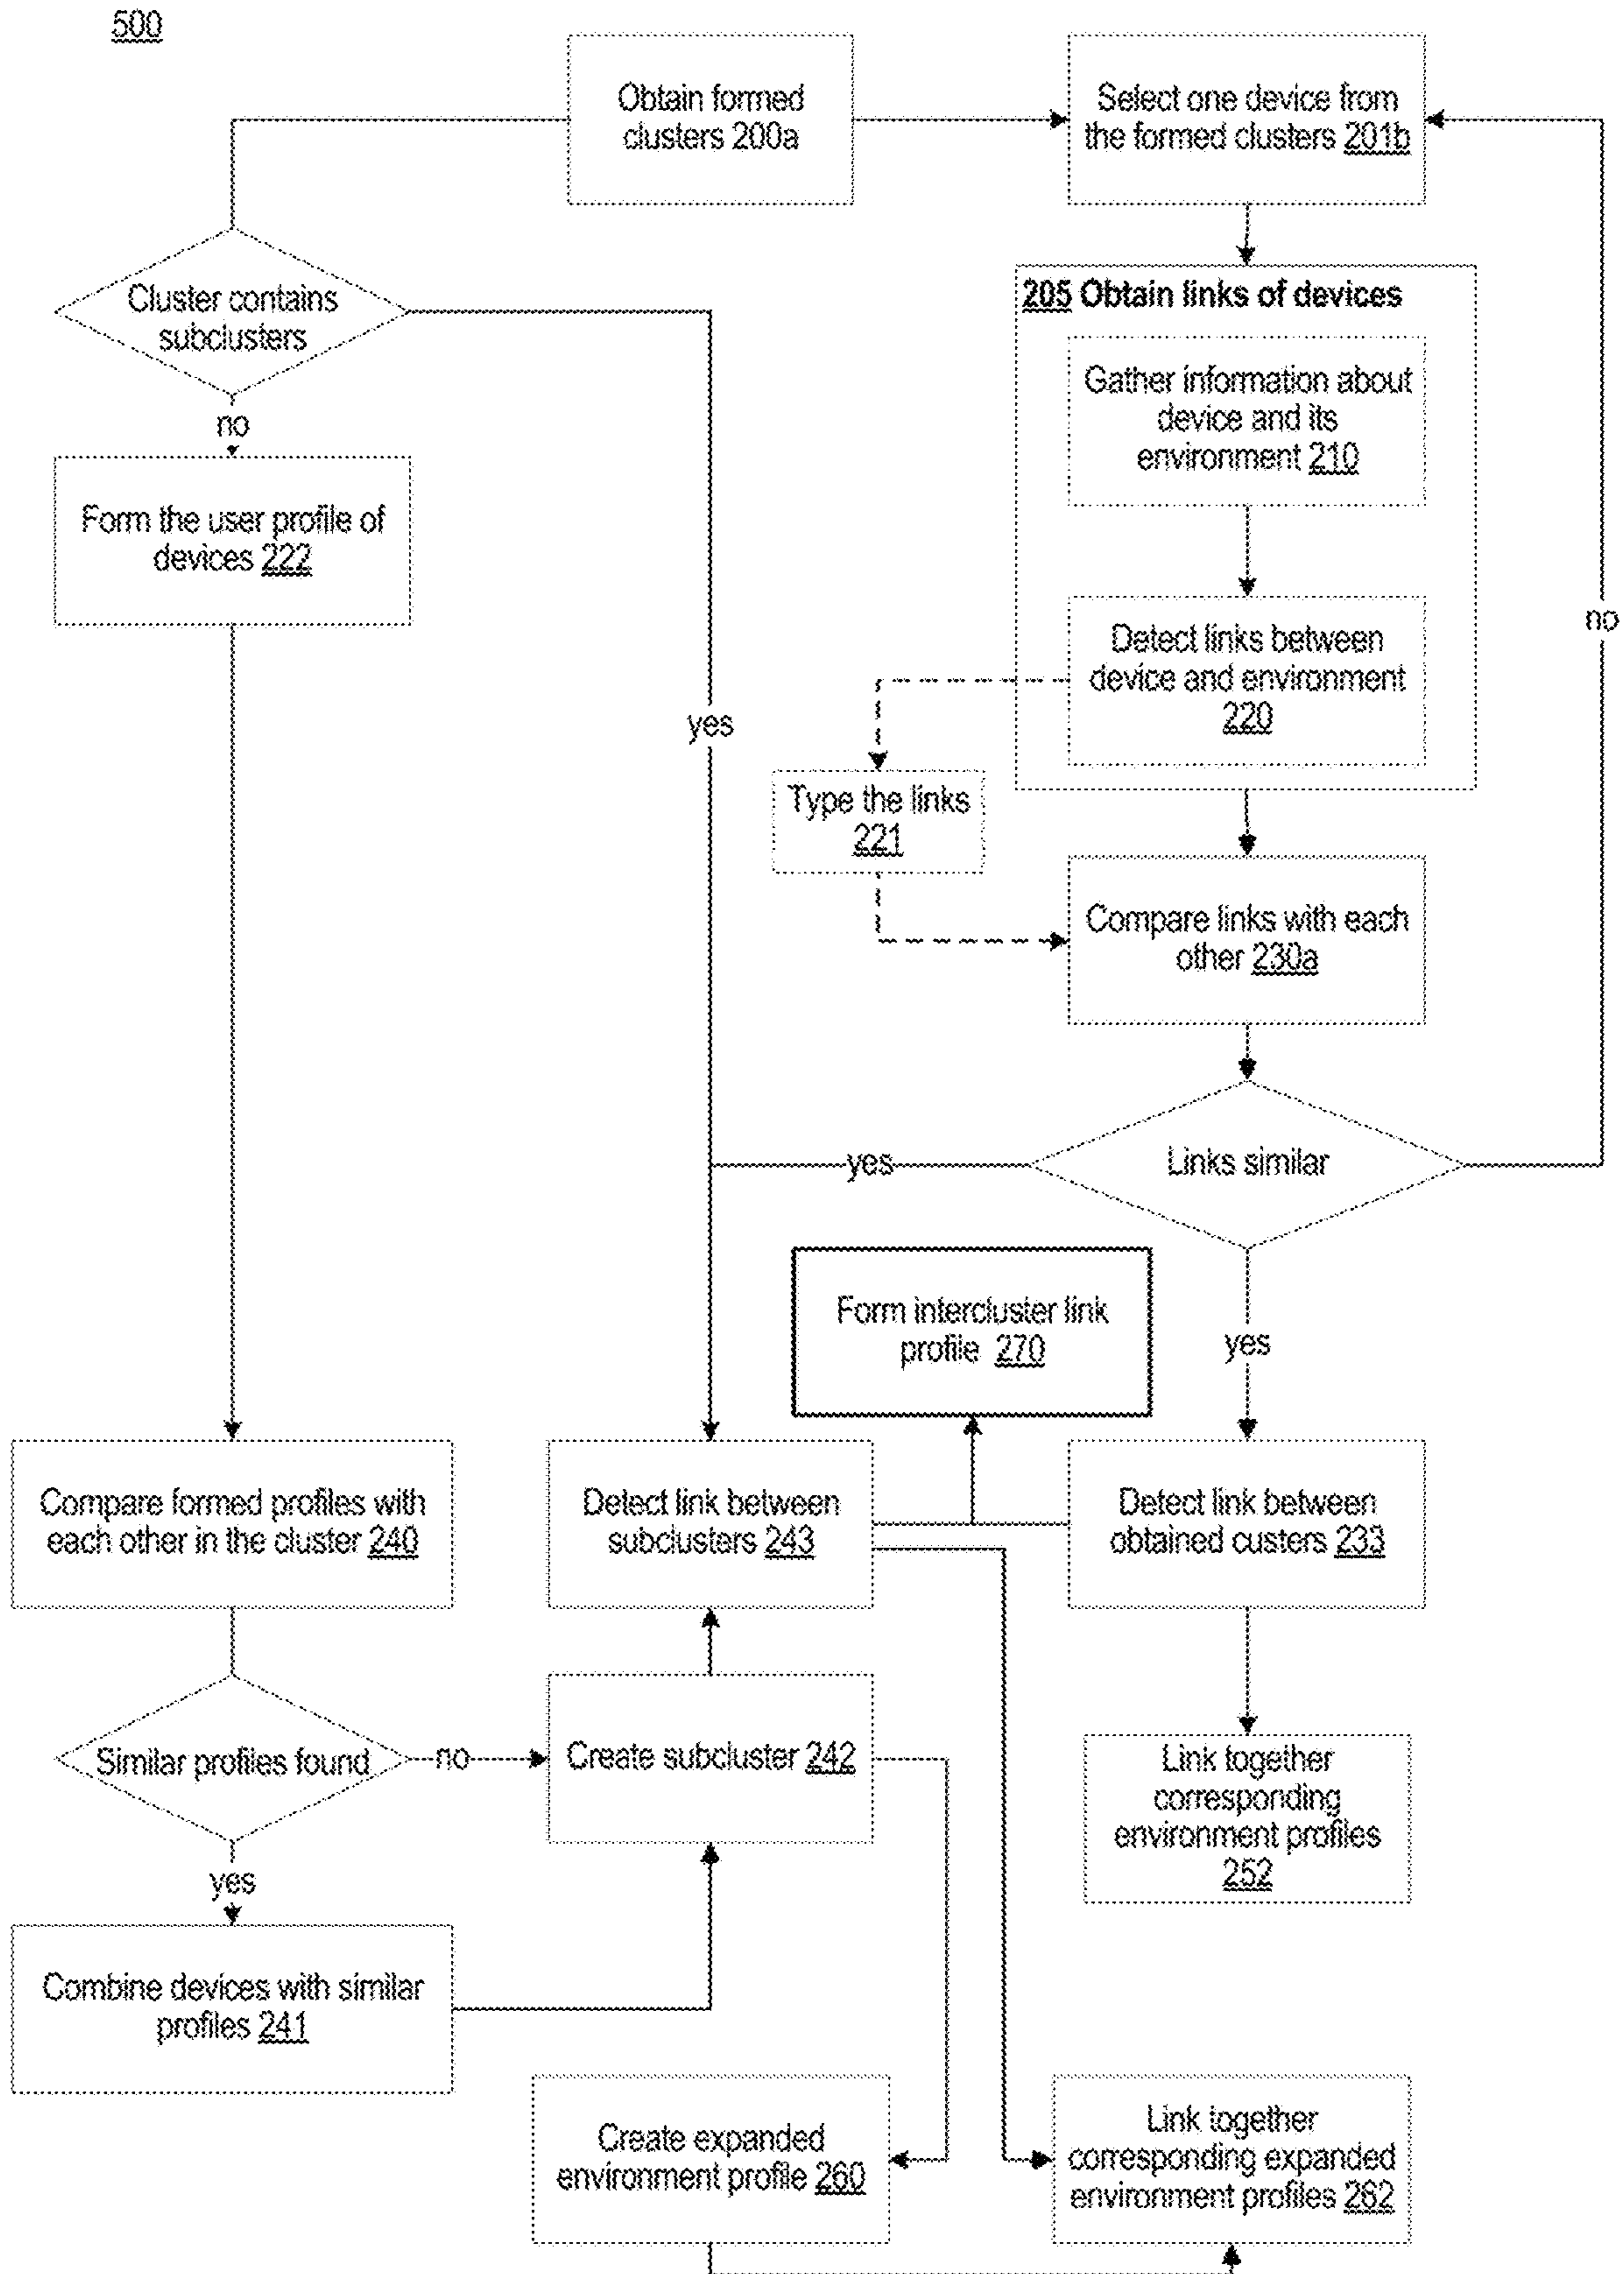 500
Obtain formed
clusters 200a
Select one device from
the formed clusters 201b
Cluster contains
subclusters
205 Obtain links of devices
Gather information about
device and its
environment 210
no
Form the user profile of
devices 222
Detect links between
device and environment
220
no
yes
Type the links
221
Compare links with each
other 230a
yes
Links similar
Form intercluster link
profile 270
yes
Compare formed profiles with
each other in the cluster 240
Detect link between
subclusters 243
Detect link between
obtained custers 233
Similar profiles found
no
Create subcluster 242
Link together
corresponding
environment profiles
252
yes
Combine devices with similar
profiles 241
Create expanded
environment profile 260
Link together
corresponding expanded
environment profiles 262